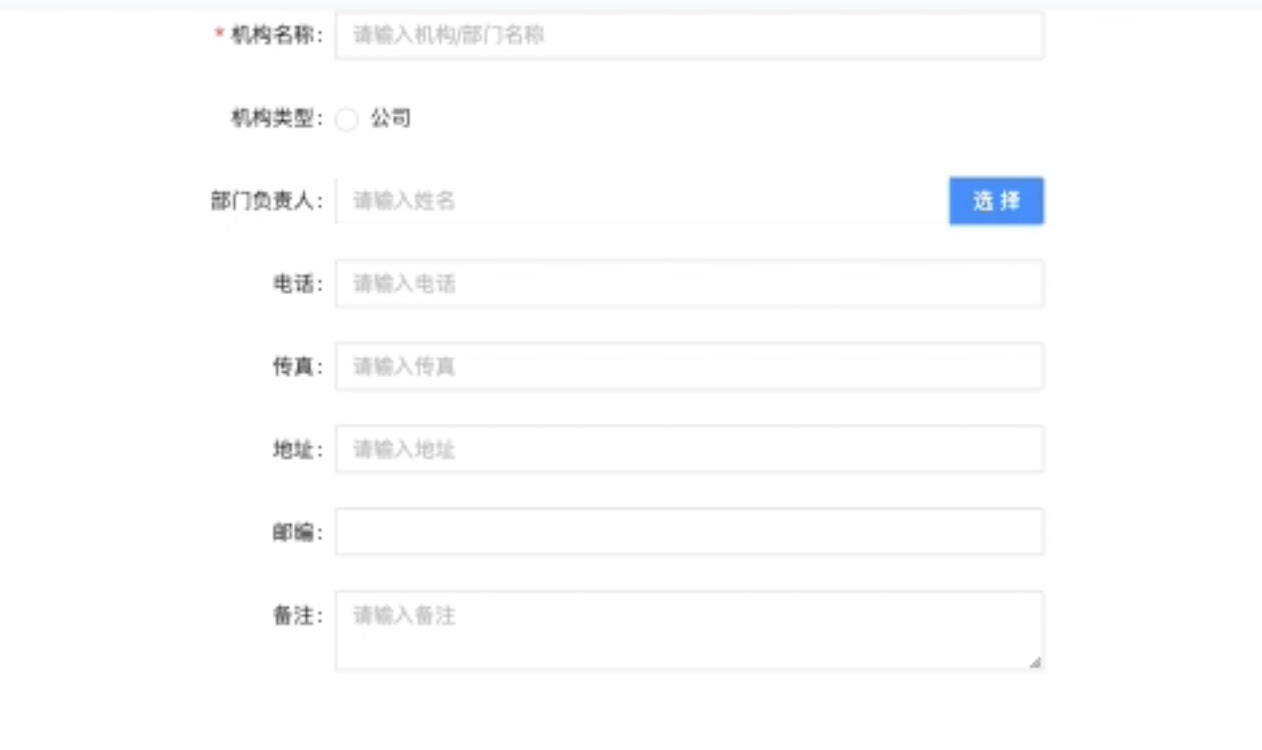 * 机构名称: 请输入机构/部门名称
机构类型: 公司
部门负责人: 请输入姓名 选 择
电话: 请输入电话
传真: 请输入传真
地址: 请输入地址
邮编:
备注: 请输入备注